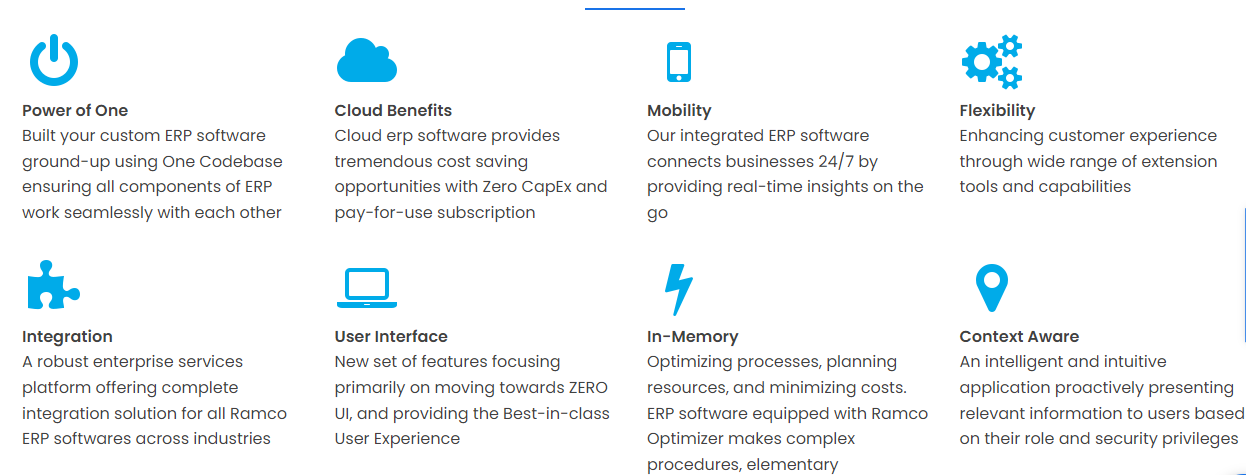 Power of One
Built your custom ERP software
ground-up using One Codebase
ensuring all components of ERP
work seamlessly with each other
Cloud Benefits
Cloud erp software provides
tremendous cost saving
opportunities with Zero CapEx and
pay-for-use subscription
Mobility
Our integrated ERP software
connects businesses 24/7 by
providing real-time insights on the
go
Flexibility
Enhancing customer experience
through wide range of extension
tools and capabilities
Integration
A robust enterprise services
platform offering complete
integration solution for all Ramco
ERP softwares across industries
User Interface
New set of features focusing
primarily on moving towards ZERO
UI, and providing the Best-in-class
User Experience
In-Memory
Optimizing processes, planning
resources, and minimizing costs.
ERP software equipped with Ramco
Optimizer makes complex
procedures, elementary
Context Aware
An intelligent and intuitive
application proactively presenting
relevant information to users based
on their role and security privileges